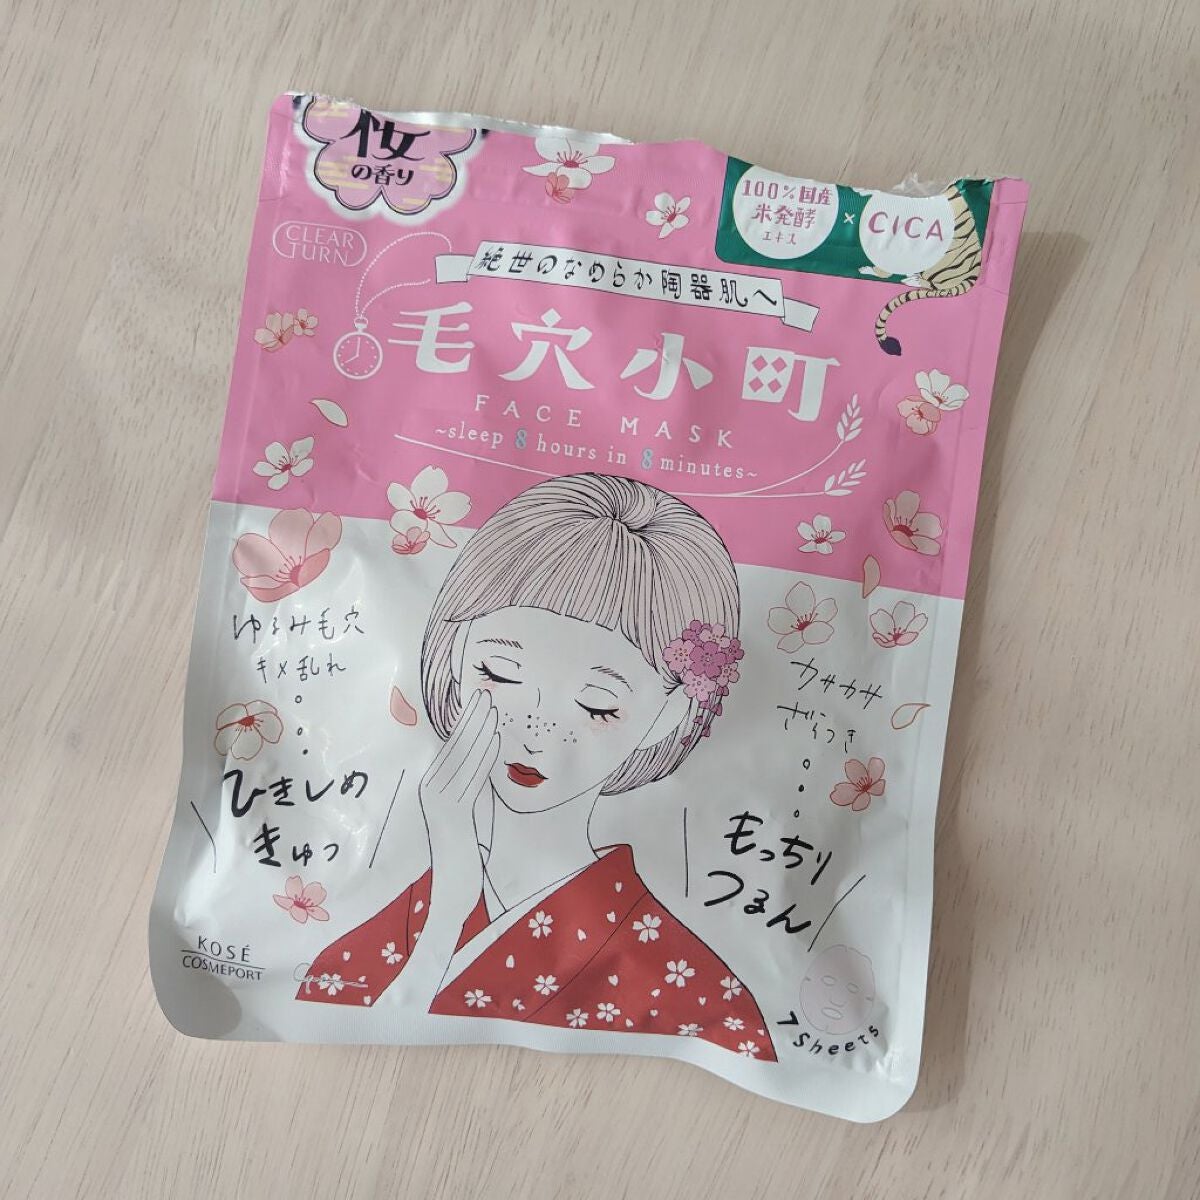 桜
の香り
100%国産
米発酵
エキス
×
CICA
CICA
CLEAR
TURN
絶世のなめらか陶器肌へ
毛穴小町
FACE MASK
~sleep 8 hours in 8 minutes~
ゆるみ毛穴
キメ乱れ
ひきしめ
きゅっ
カサカサ
ざらつき
もっちり
つるん
KOSÉ
COSMEPORT
7 Sheets